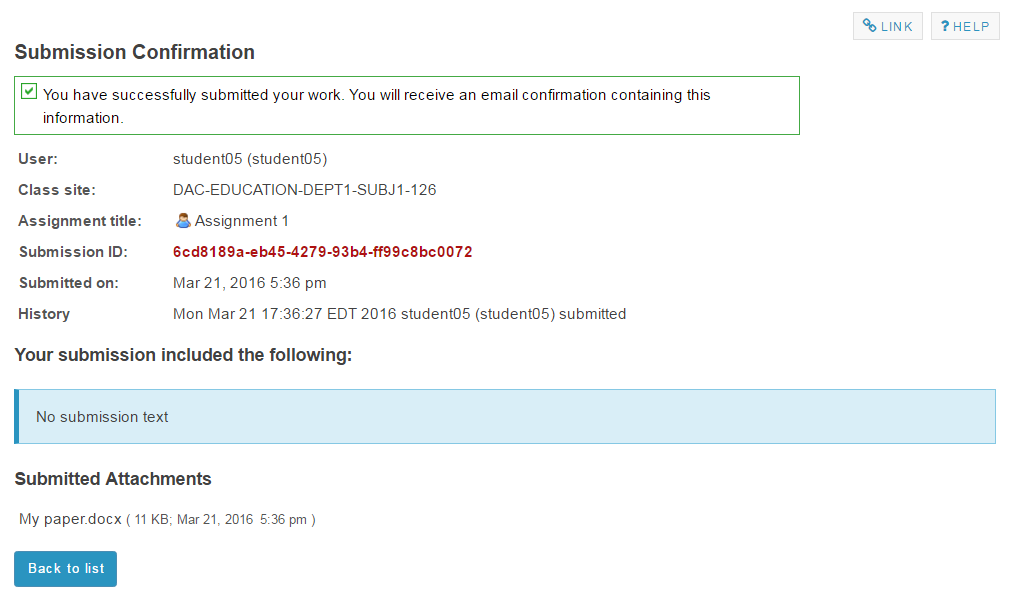 LINK ? HELP
Submission Confirmation
You have successfully submitted your work. You will receive an email confirmation containing this
information.
User: student05 (student05)
Class site: DAC-EDUCATION-DEPT1-SUBJ1-126
Assignment title: Assignment 1
Submission ID: 6cd8189a-eb45-4279-93b4-ff99c8bc0072
Submitted on: Mar 21, 2016 5:36 pm
History Mon Mar 21 17:36:27 EDT 2016 student05 (student05) submitted
Your submission included the following:
No submission text
Submitted Attachments
My paper.docx ( 11 KB; Mar 21, 2016 5:36 pm )
Back to list